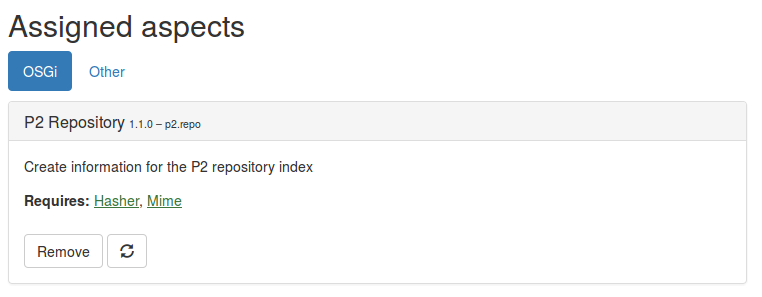 Assigned aspects
OSGi Other
P2 Repository 1.1.0 – p2.repo
Create information for the P2 repository index
Requires: Hasher, Mime
Remove